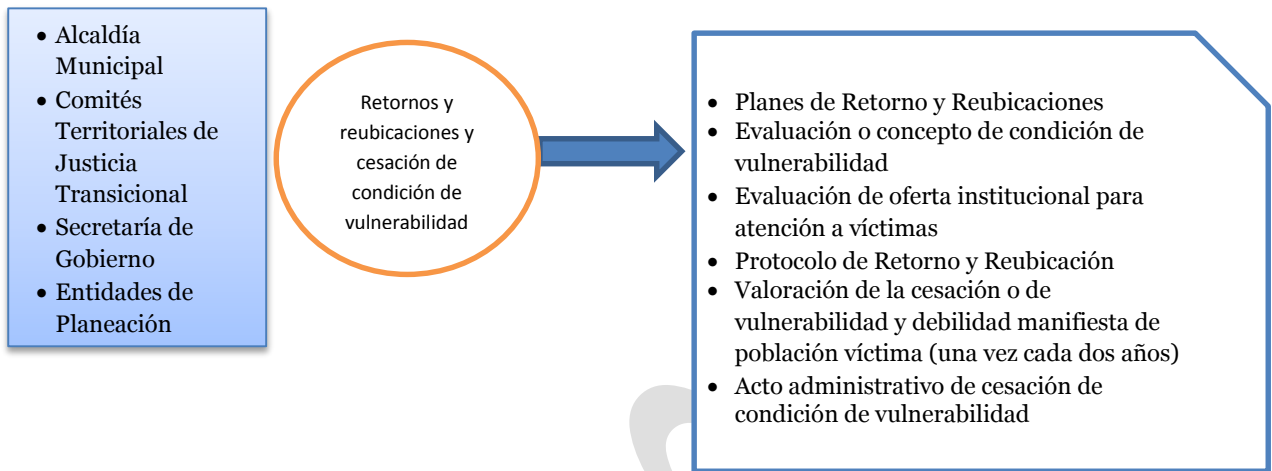 • Alcaldía
Municipal
• Comités
Territoriales de
Justicia
Transicional
• Secretaría de
Gobierno
• Entidades de
Planeación
Retornos y
reubicaciones y
cesación de
condición de
vulnerabilidad
• Planes de Retorno y Reubicaciones
• Evaluación o concepto de condición de
vulnerabilidad
• Evaluación de oferta institucional para
atención a víctimas
• Protocolo de Retorno y Reubicación
• Valoración de la cesación o de
vulnerabilidad y debilidad manifiesta de
población víctima (una vez cada dos años)
• Acto administrativo de cesación de
condición de vulnerabilidad